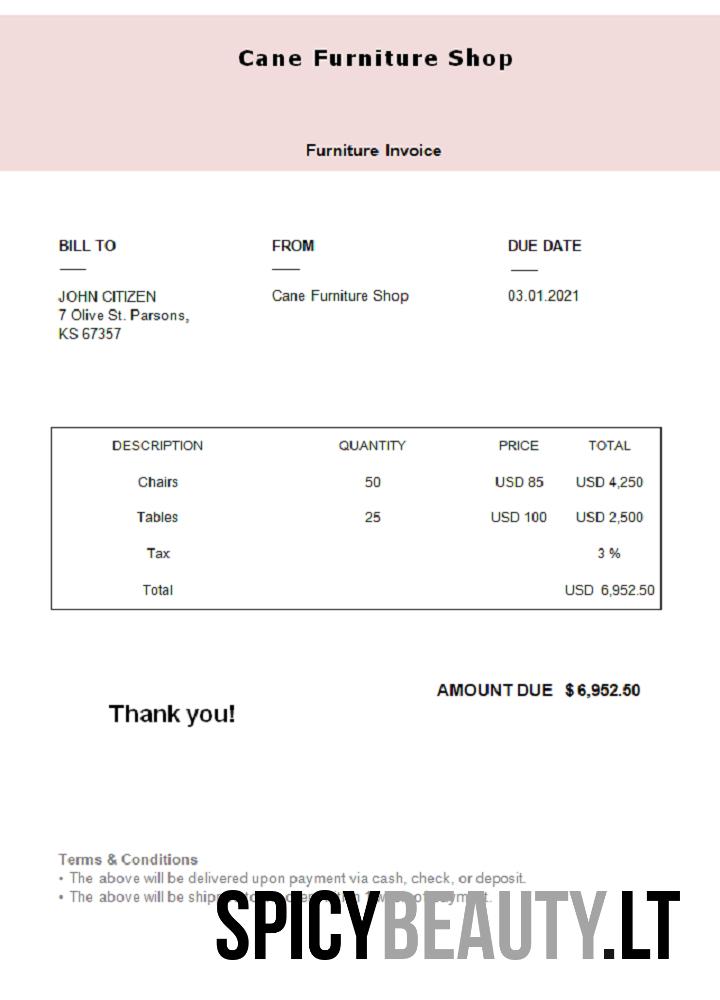 Cane Furniture Shop
Furniture Invoice
BILL TO
JOHN CITIZEN
7 Olive St. Parsons,
KS 67357
FROM
Cane Furniture Shop
DUE DATE
03.01.2021
DESCRIPTION QUANTITY PRICE TOTAL
Chairs 50 USD 85 USD 4,250
Tables 25 USD 100 USD 2,500
Tax 3 %
Total USD 6,952.50
AMOUNT DUE $ 6,952.50
Thank you!
Terms & Conditions
• The above will be delivered upon payment via cash, check, or deposit.
• The above will be of payment.
SPICYBEAUTY.LT